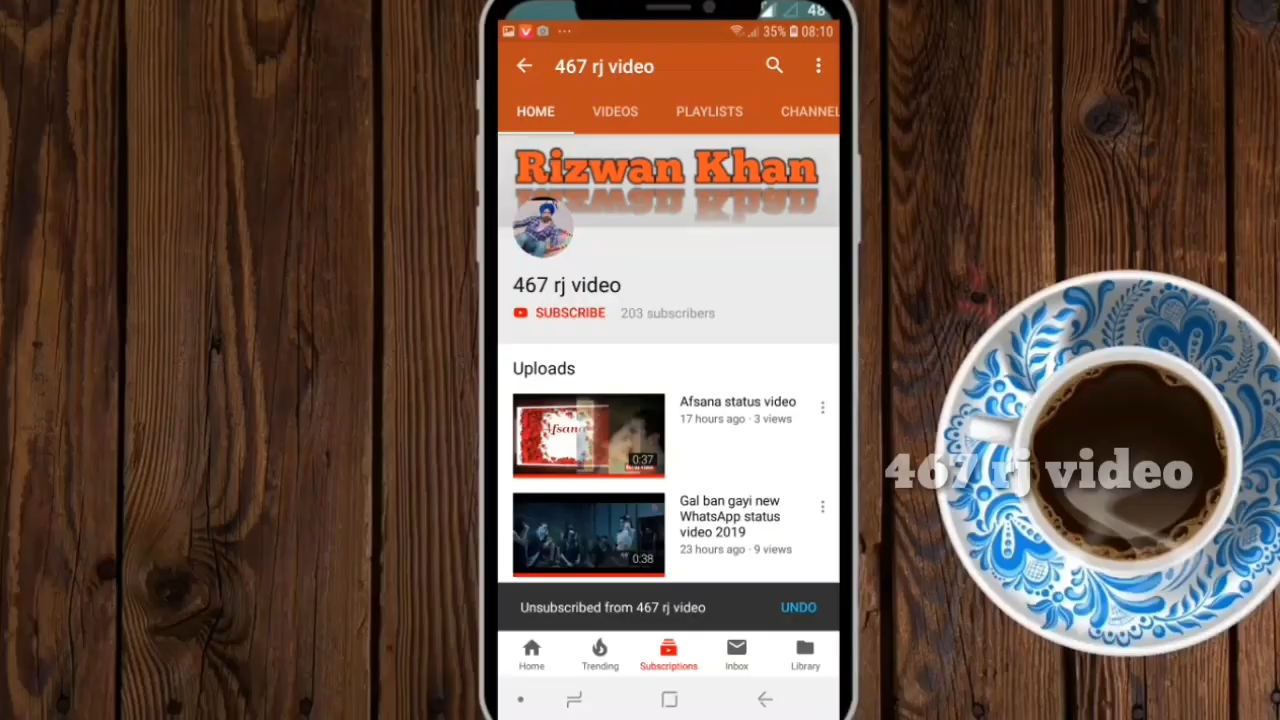 48
35% 08:10
467 rj video
HOME VIDEOS PLAYLISTS CHANNEL
Rizwan Khan
467 rj video
SUBSCRIBE 203 subscribers
Uploads
Afsana status video
17 hours ago · 3 views
Afsana
0:37
Gal ban gayi new
WhatsApp status
video 2019
23 hours ago · 9 views
0:38
Unsubscribed from 467 rj video UNDO
Home Trending Subscriptions Inbox Library
467 rj video